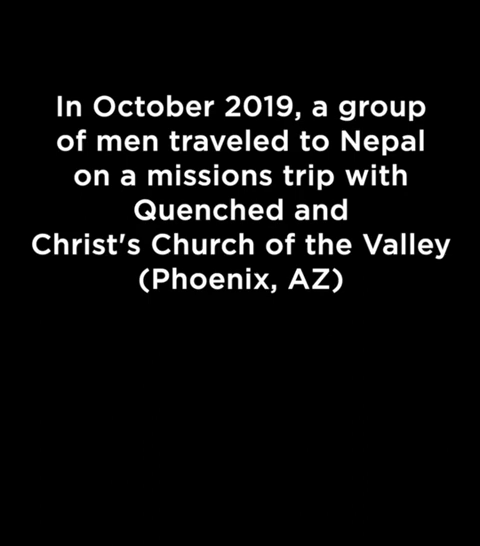 In October 2019, a group
of men traveled to Nepal
on a missions trip with
Quenched and
Christ's Church of the Valley
(Phoenix, AZ)